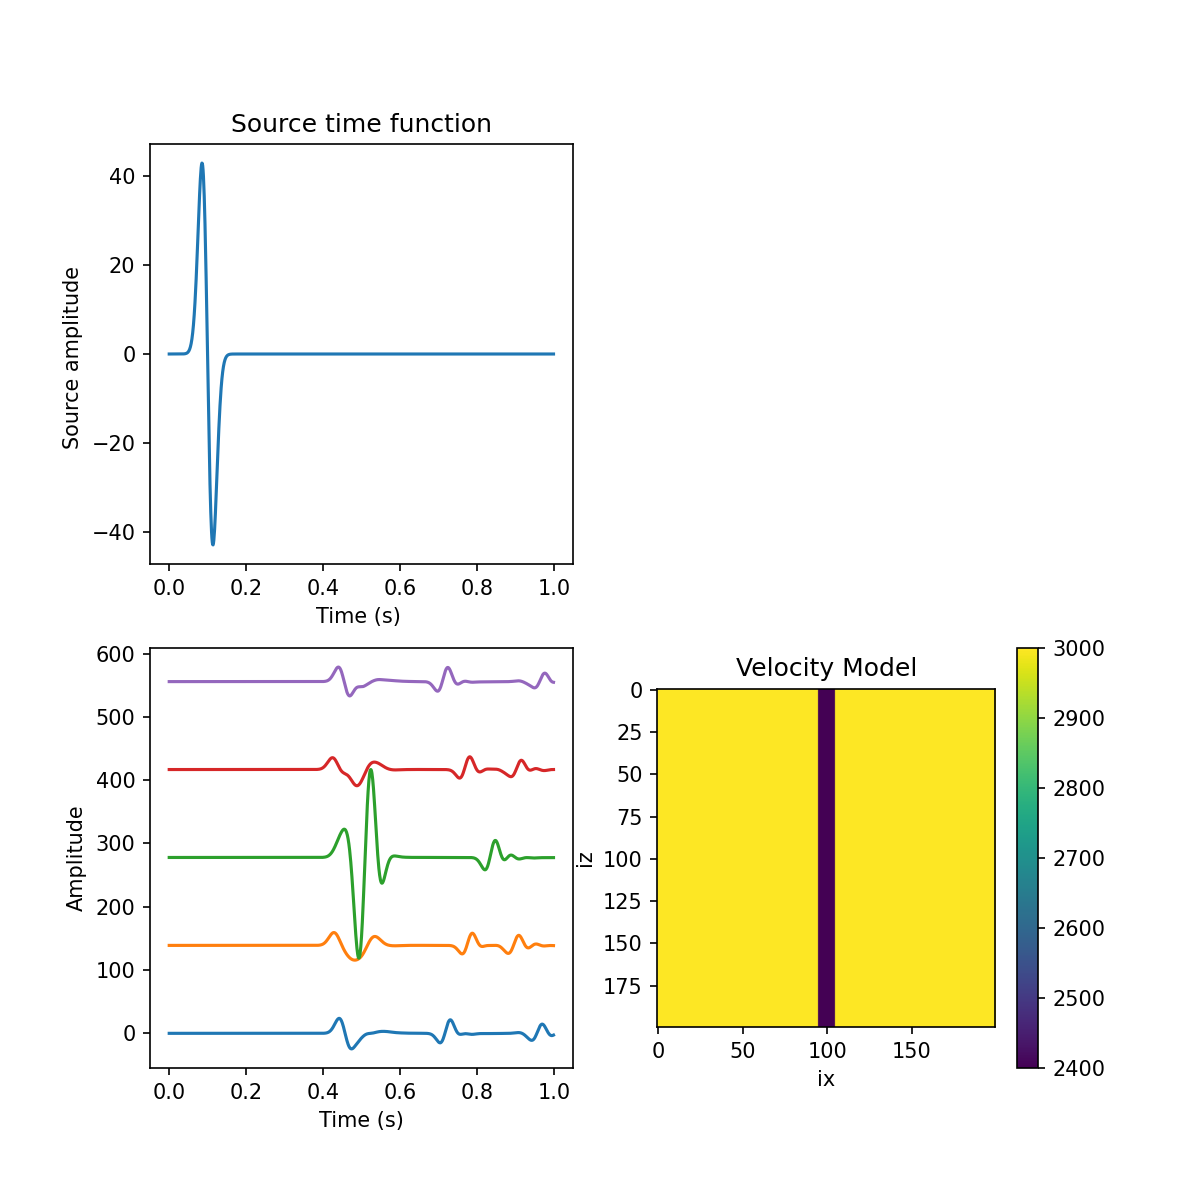 Source time function
40
20
0
−20
−40
Source amplitude
0.0 0.2 0.4 0.6 0.8 1.0
Time (s)
600
500
400
300
200
100
0
Amplitude
0.0 0.2 0.4 0.6 0.8 1.0
Time (s)
Velocity Model
0
25
50
75
100
125
150
175
iz
0 50 100 150
ix
3000
2900
2800
2700
2600
2500
2400